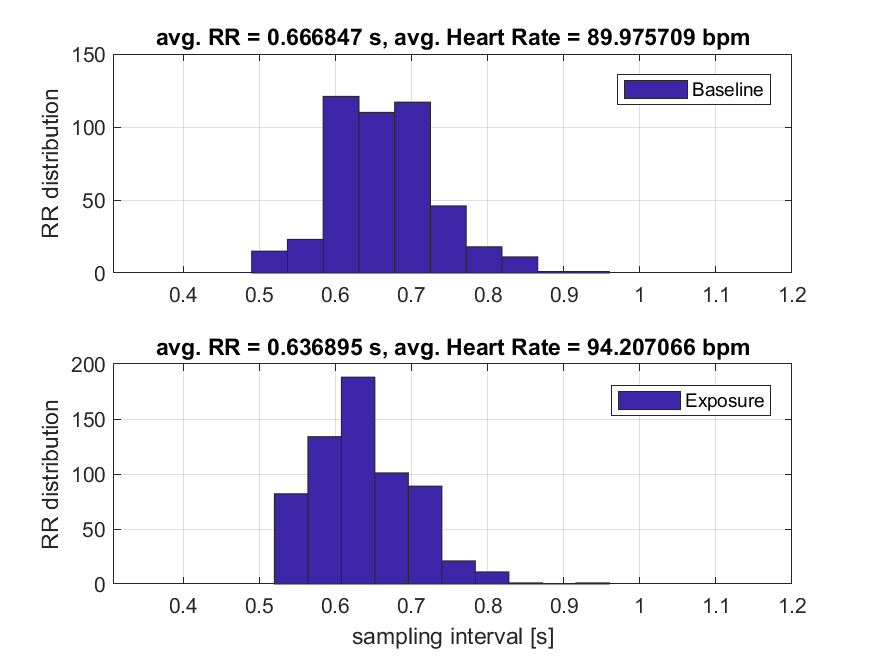 avg. RR = 0.666847 s, avg. Heart Rate = 89.975709 bpm
150
100
50
0
RR distribution
Baseline
0.4 0.5 0.6 0.7 0.8 0.9 1 1.1 1.2
avg. RR = 0.636895 s, avg. Heart Rate = 94.207066 bpm
200
150
100
50
0
RR distribution
Exposure
0.4 0.5 0.6 0.7 0.8 0.9 1 1.1 1.2
sampling interval [s]